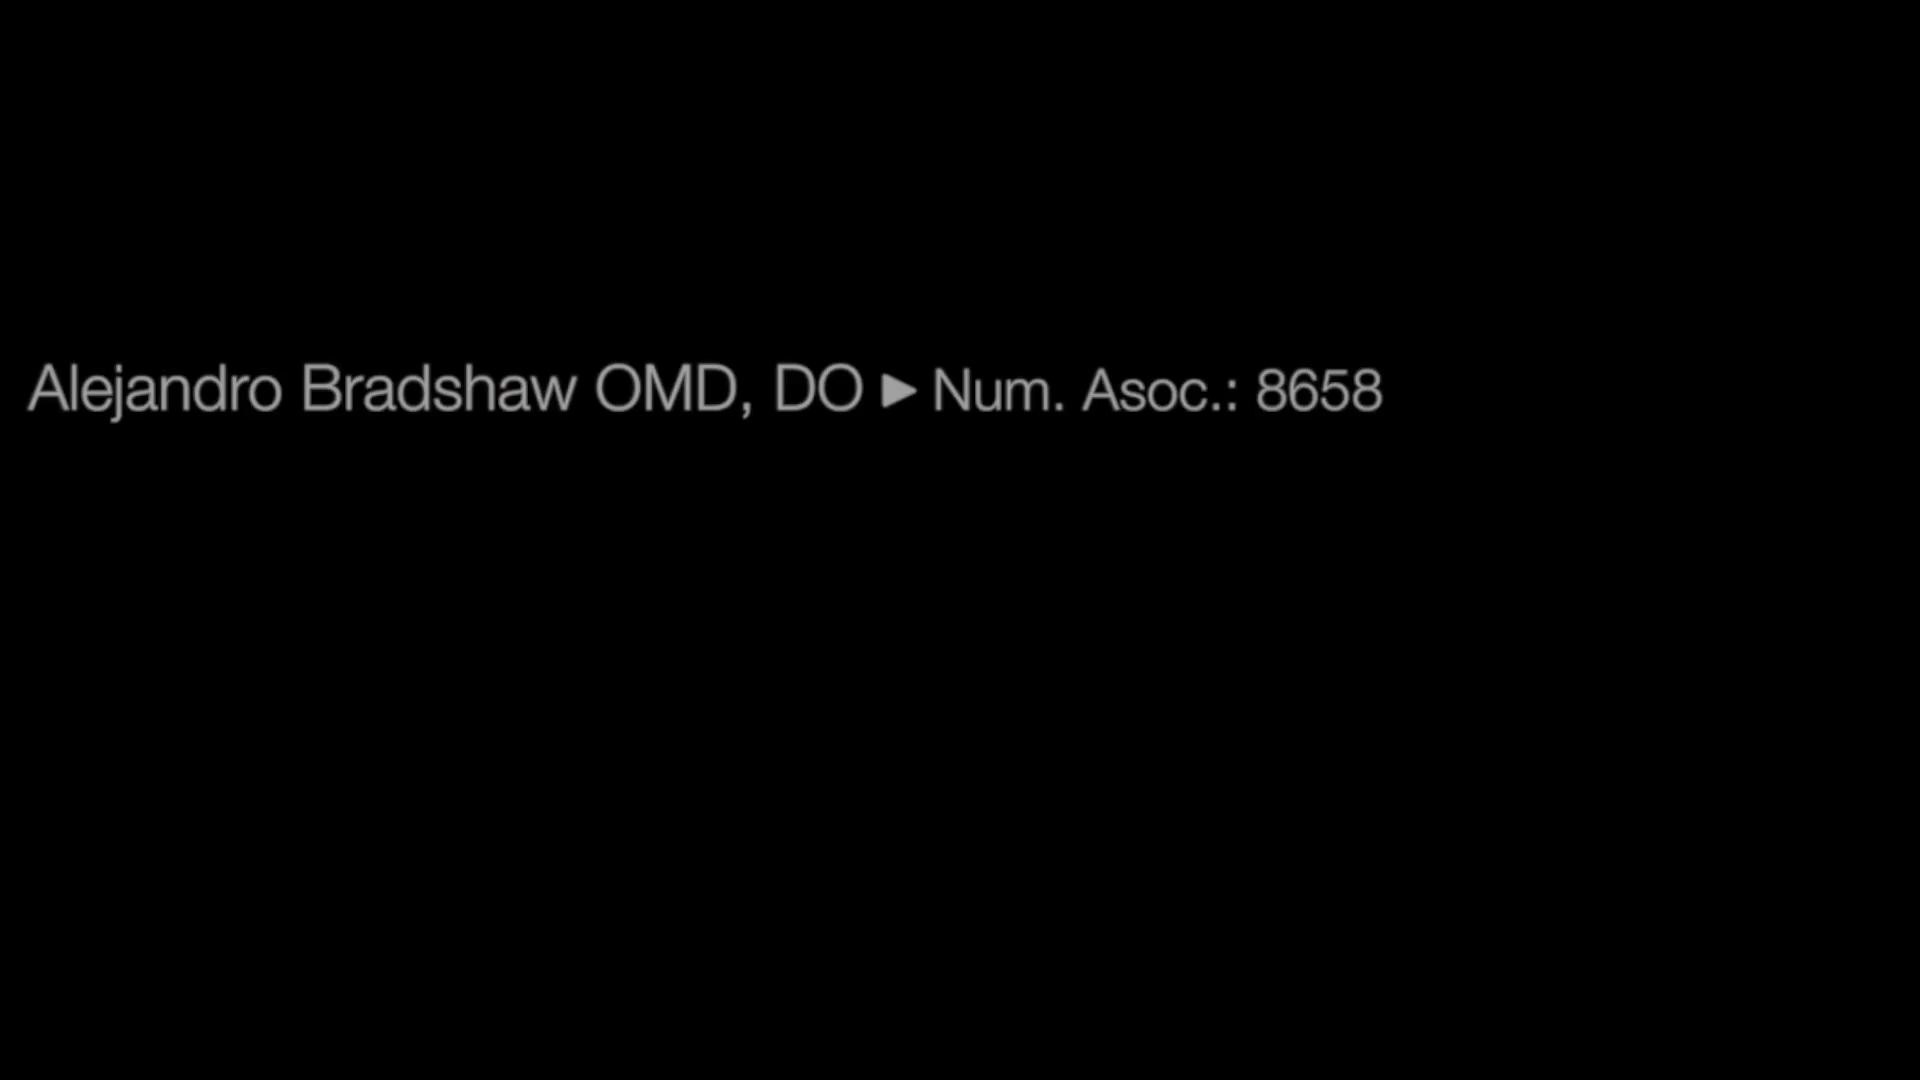 Alejandro Bradshaw OMD, DO ▶ Num. Asoc.: 8658